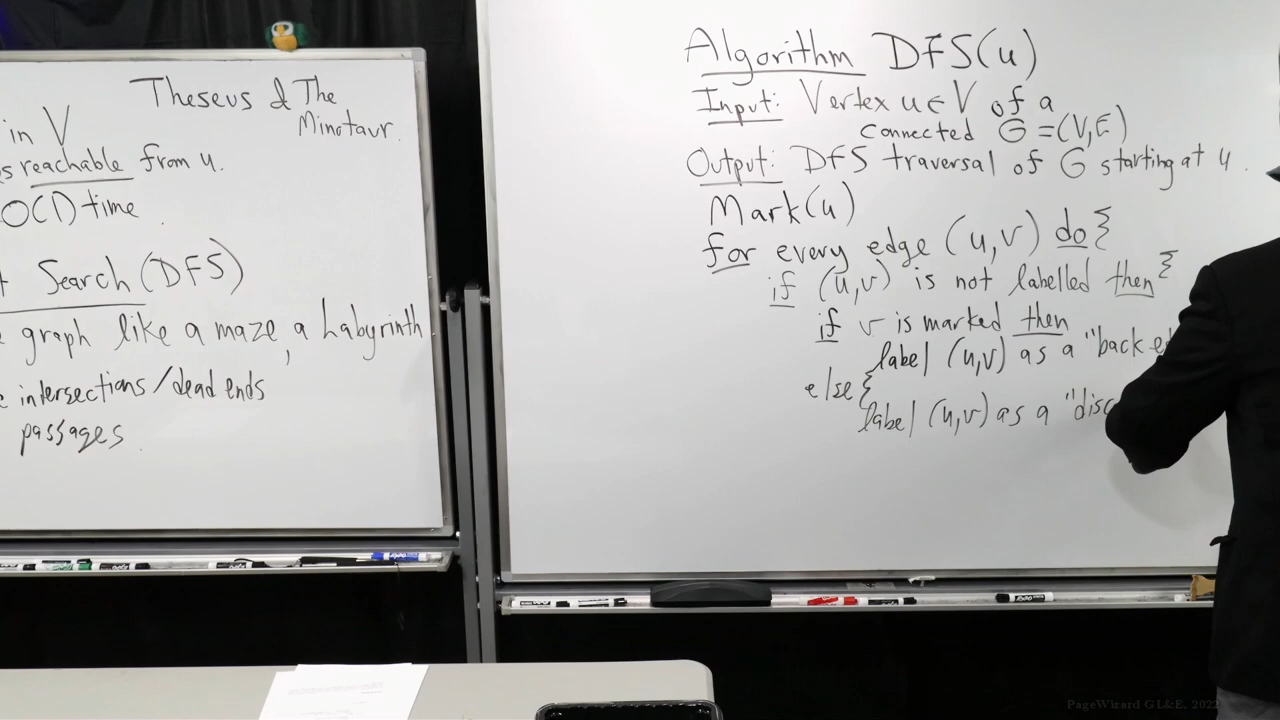 Theseus & The
Minotaur.
in V
reachable from u.
O(1) time
Search (DFS)
graph like a maze, a Labyrinth
intersections/dead ends
passages
Algorithm DFS(u)
Input: Vertex u ∈ V of a
connected G = (V,E)
Output: DFS traversal of G starting at u.
Mark(u)
for every edge (u,v) do {
if (u,v) is not labelled then {
if v is marked then
label (u,v) as a "back
else {
label (u,v) as a "disc
PageWizard GL&E. 2022